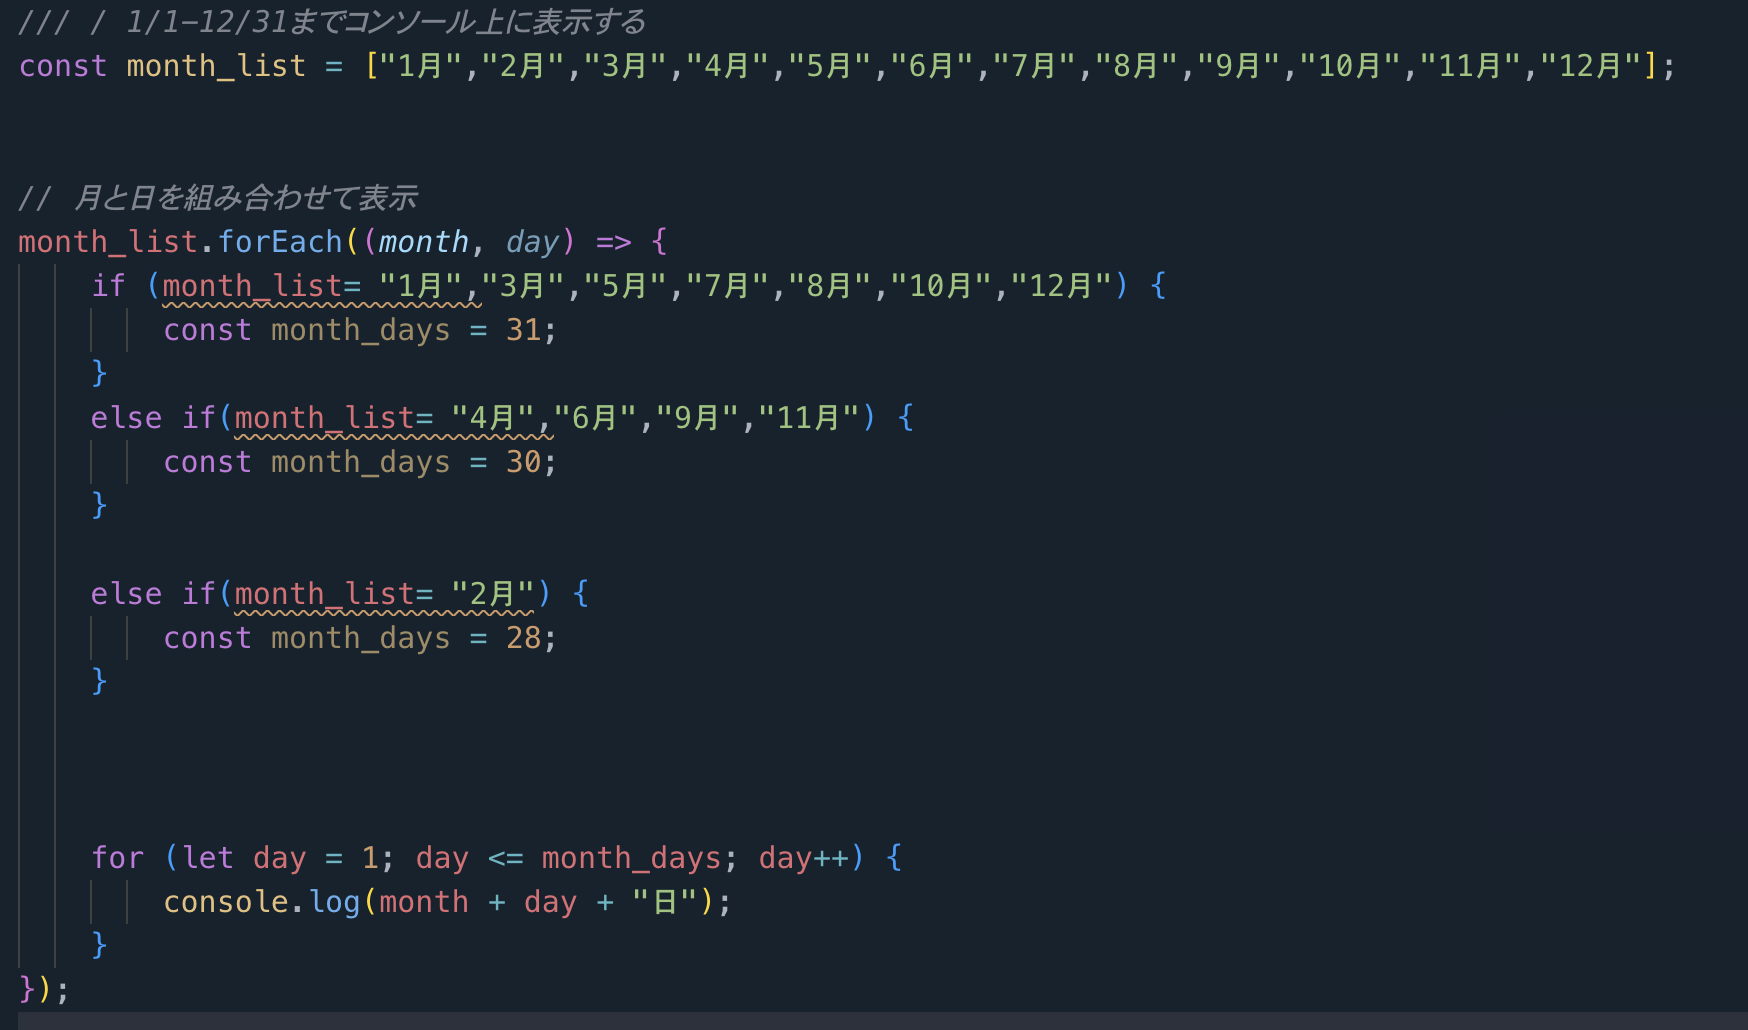 /// / 1/1–12/31までコンソール上に表示する
const month_list = ["1月","2月","3月","4月","5月","6月","7月","8月","9月","10月","11月","12月"];
// 月と日を組み合わせて表示
month_list.forEach((month, day) => {
if (month_list= "1月","3月","5月","7月","8月","10月","12月") {
const month_days = 31;
}
else if(month_list= "4月","6月","9月","11月") {
const month_days = 30;
}
else if(month_list= "2月") {
const month_days = 28;
}
for (let day = 1; day <= month_days; day++) {
console.log(month + day + "日");
}
});